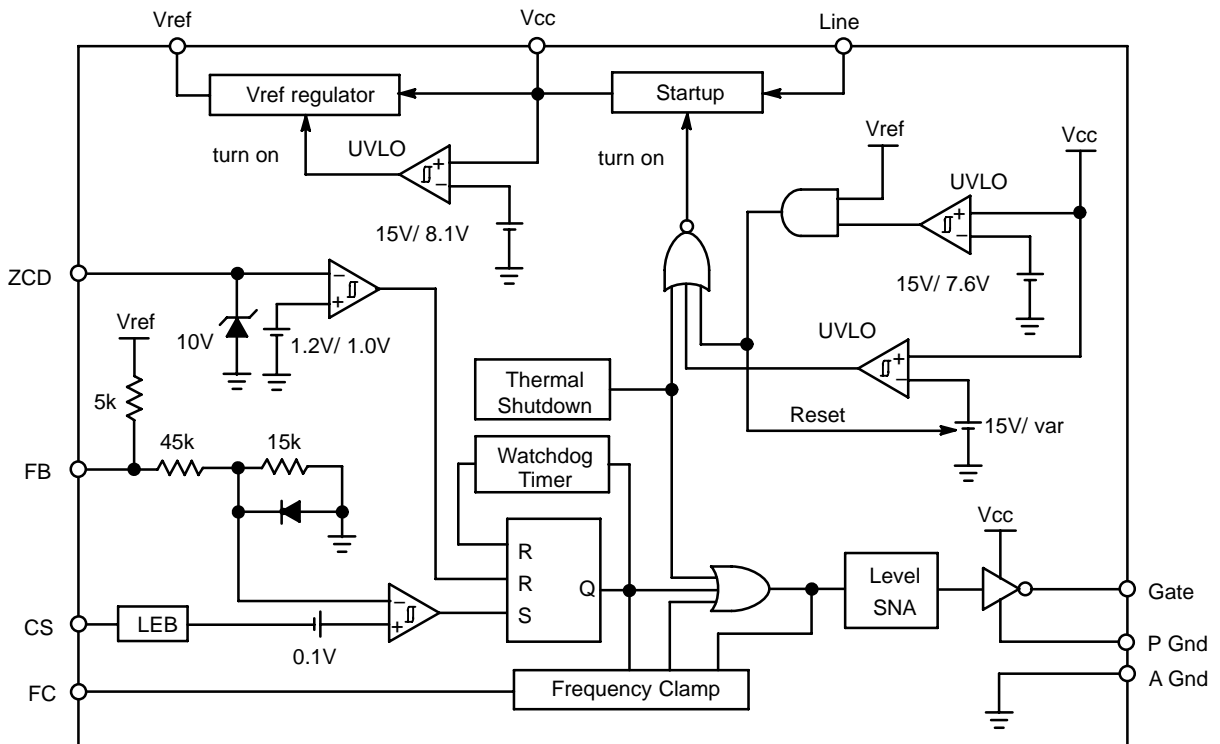 Vref
Vcc
Line
Vref regulator
Startup
turn on
UVLO
+
−
15V/ 8.1V
turn on
Vref
Vcc
UVLO
+
−
15V/ 7.6V
ZCD
−
+
10V
1.2V/ 1.0V
Vref
5k
UVLO
+
−
Thermal
Shutdown
Reset
15V/ var
45k
15k
FB
Watchdog
Timer
Vcc
R
R
Q
S
Level
SNA
Gate
−
+
CS
LEB
0.1V
P Gnd
A Gnd
FC
Frequency Clamp